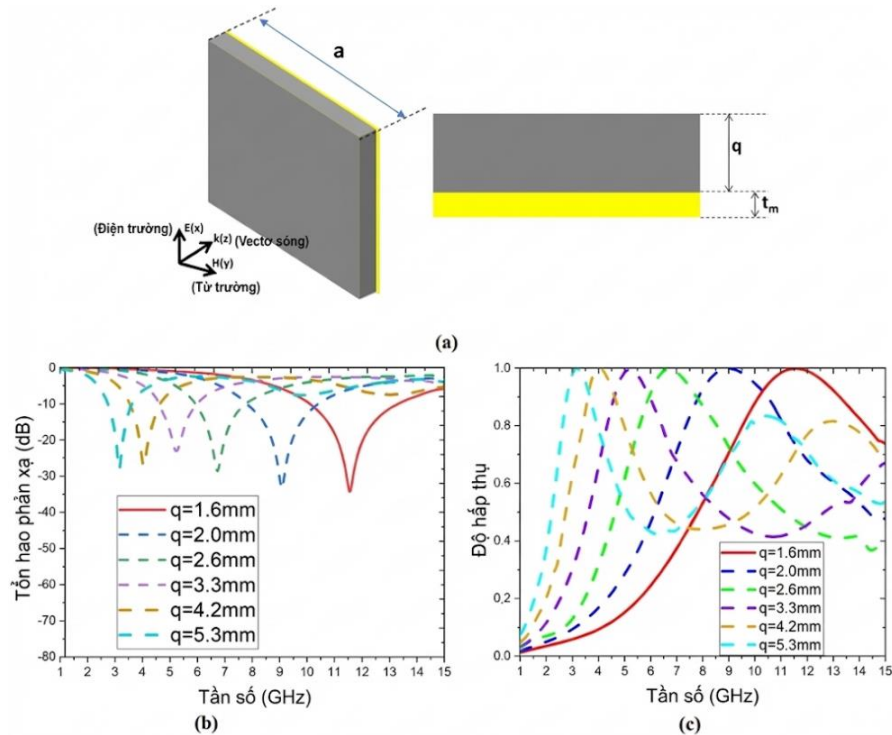 a
q
tm
(Điện trường)
E(x)
k(z) (Vectơ sóng)
H(y)
(Từ trường)
(a)
0
-10
-20
-30
-40
-50
-60
-70
-80
Tổn hao phản xạ (dB)
q=1.6mm
q=2.0mm
q=2.6mm
q=3.3mm
q=4.2mm
q=5.3mm
1 2 3 4 5 6 7 8 9 10 11 12 13 14 15
Tần số (GHz)
(b)
1.0
0.8
0.6
0.4
0.2
0.0
Độ hấp thụ
q=1.6mm
q=2.0mm
q=2.6mm
q=3.3mm
q=4.2mm
q=5.3mm
1 2 3 4 5 6 7 8 9 10 11 12 13 14 15
Tần số (GHz)
(c)